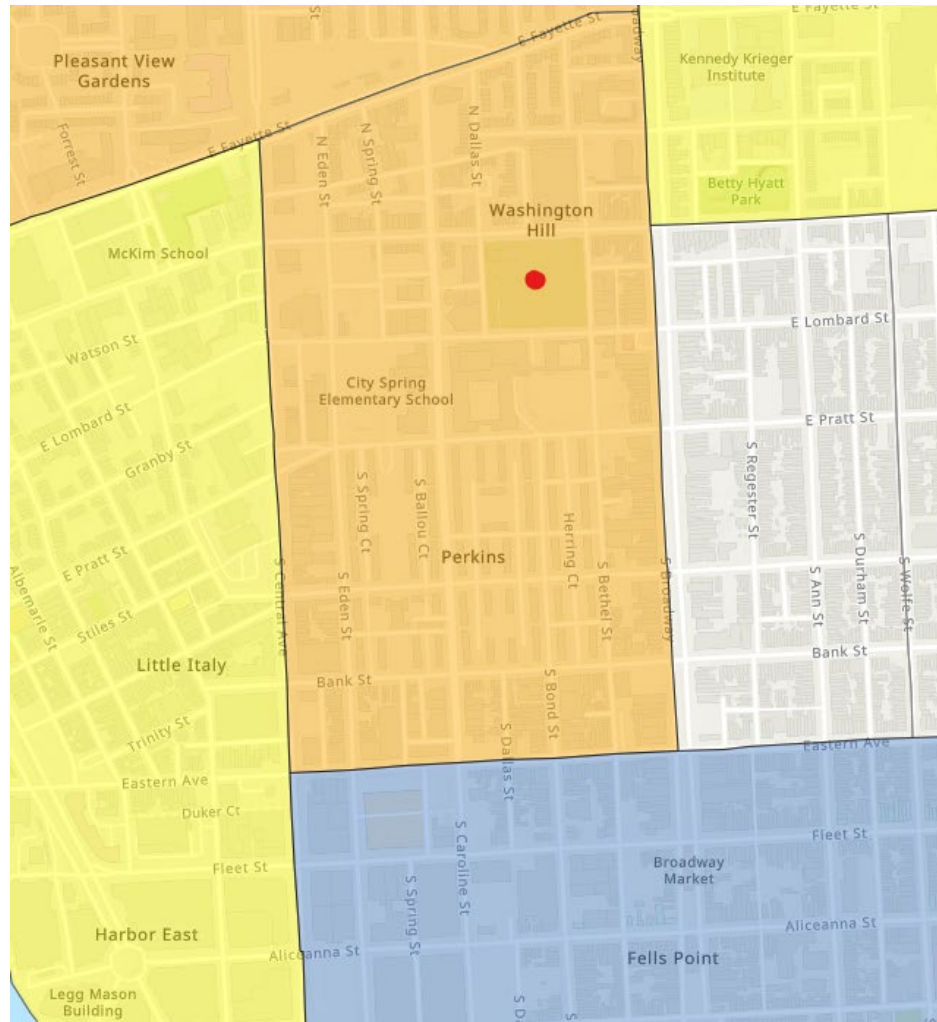 St
E Fayette St
E Fayette St
Pleasant View
Gardens
Kennedy Krieger
Institute
Forrest St
E Fayette St
N Eden St
N Spring St
N Dallas St
Betty Hyatt
Park
Washington
Hill
McKim School
E Lombard St
Watson St
City Spring
Elementary School
E Lombard St
E Pratt St
Granby St
S Regester St
S Spring Ct
S Ballou Ct
Herring Ct
E Pratt St
Perkins
S Central Ave
S Eden St
S Bethel St
S Broadway
S Ann St
S Durham St
S Wolfe St
Albemarle St
Stiles St
Little Italy
Bank St
Bank St
S Bond St
Trinity St
S Dallas St
Eastern Ave
Eastern Ave
Duker Ct
Fleet St
Fleet St
S Caroline St
Broadway
Market
S Spring St
Harbor East
Aliceanna St
Aliceanna St
Fells Point
Legg Mason
Building